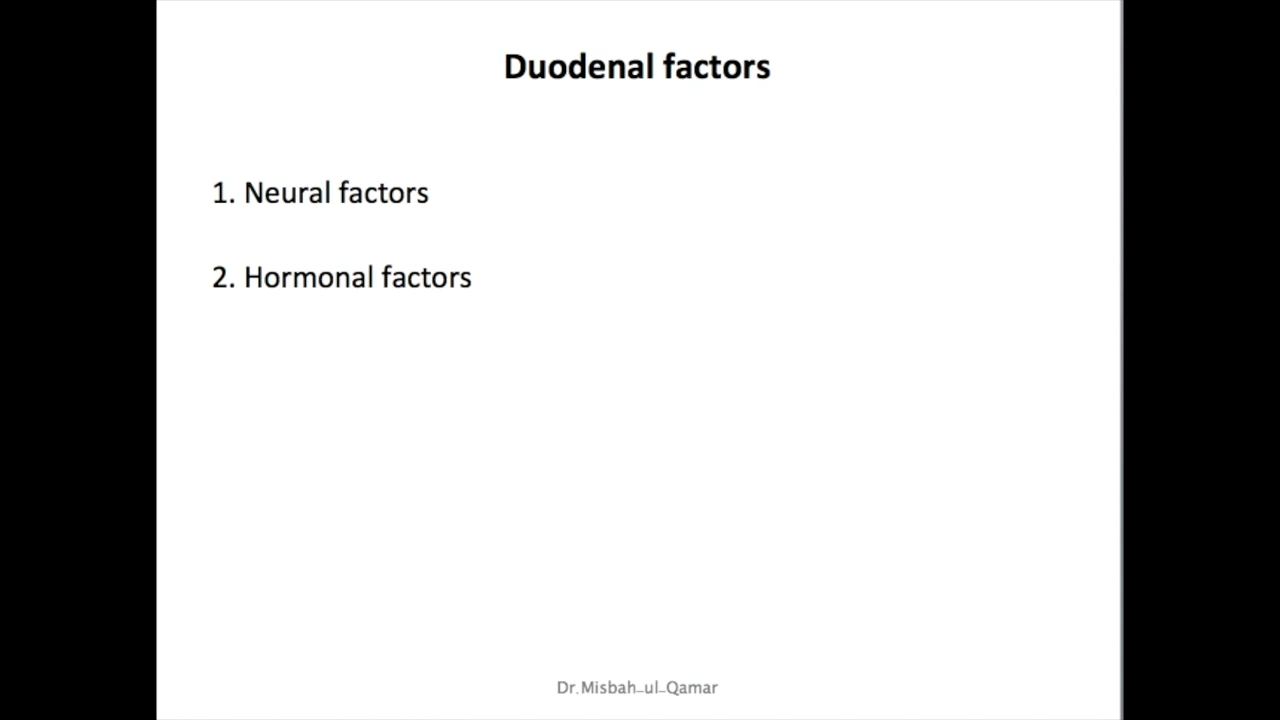 Duodenal factors
1. Neural factors
2. Hormonal factors
Dr.Misbah-ul-Qamar